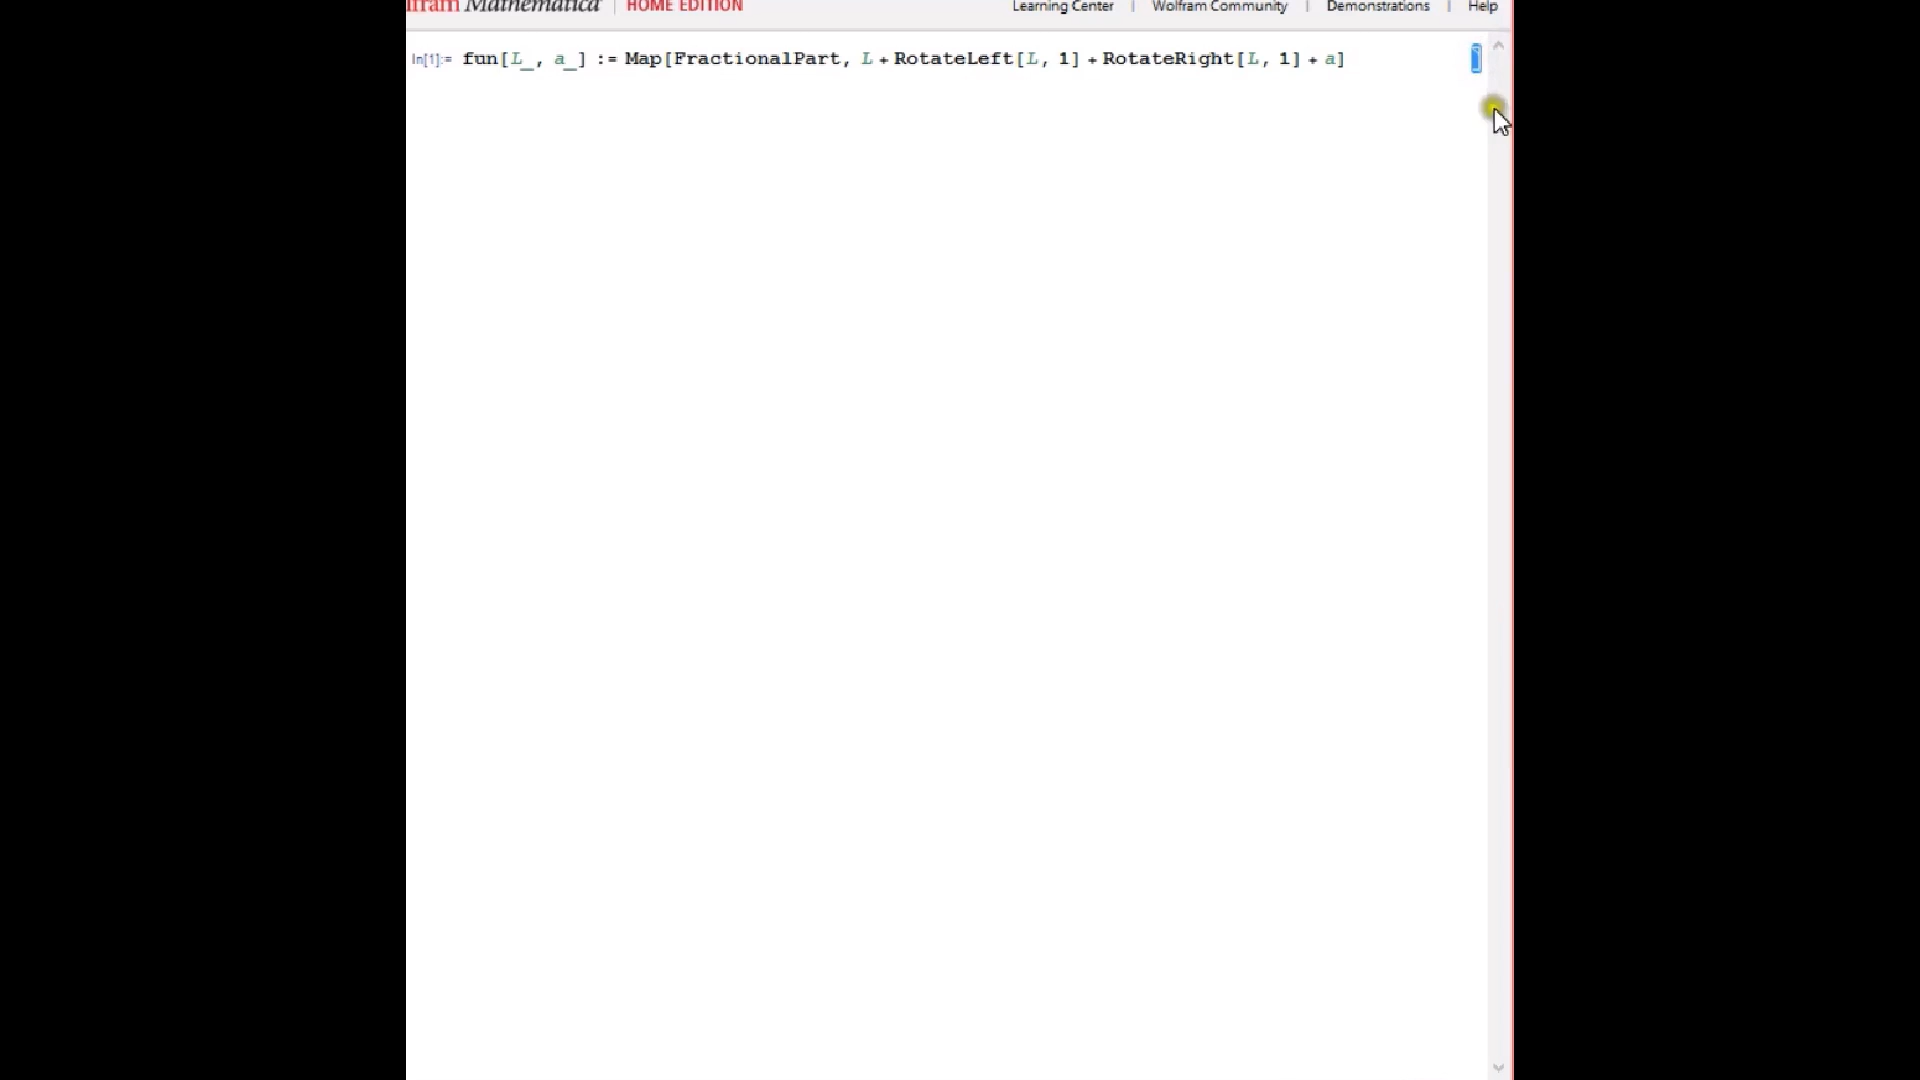 Mathematica | HOME EDITION Learning Center | Wolfram Community | Demonstrations | Help
In[1]:= fun[L_, a_] := Map[FractionalPart, L + RotateLeft[L, 1] + RotateRight[L, 1] + a]